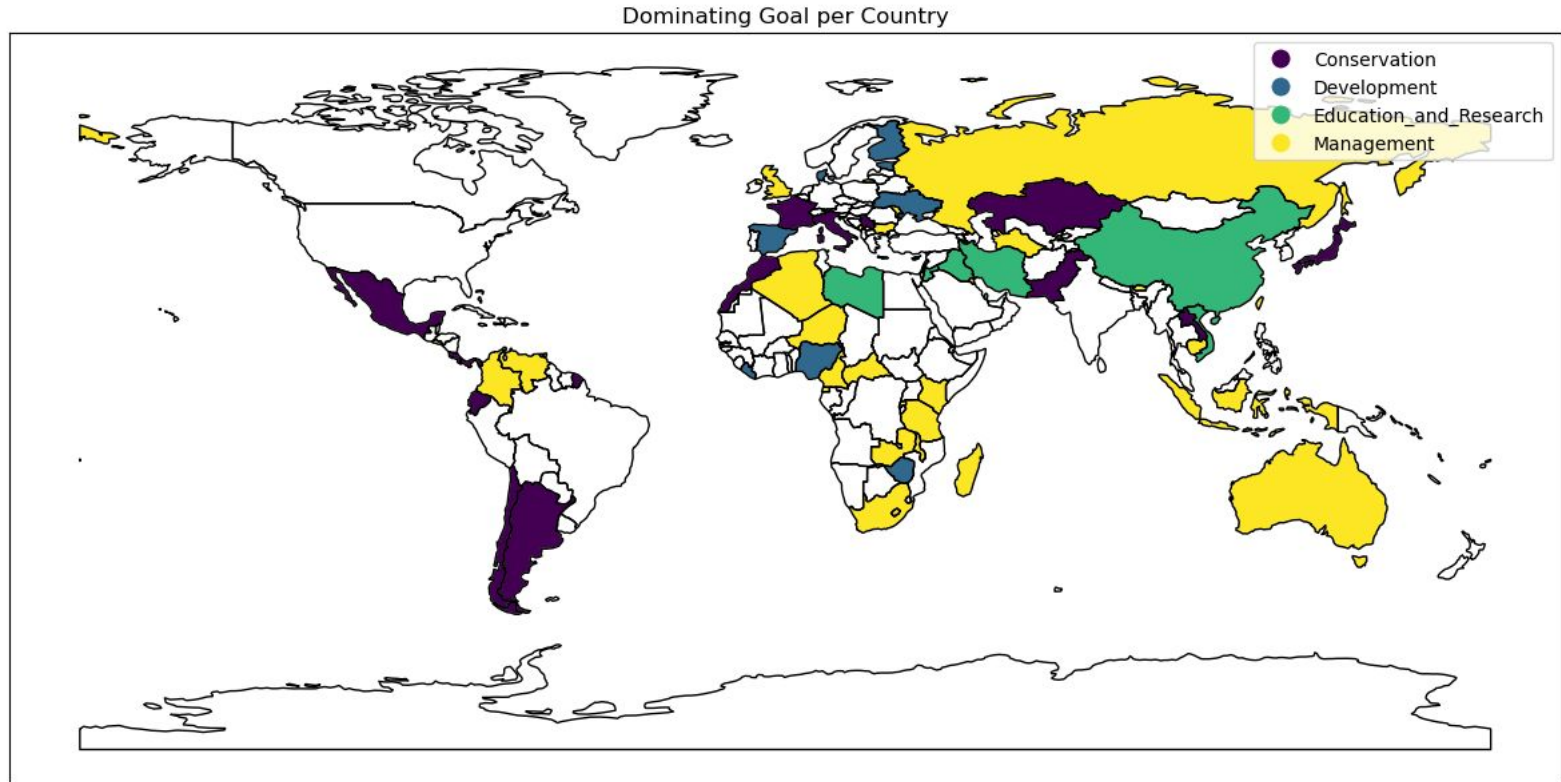 Dominating Goal per Country
Conservation
Development
Education_and_Research
Management